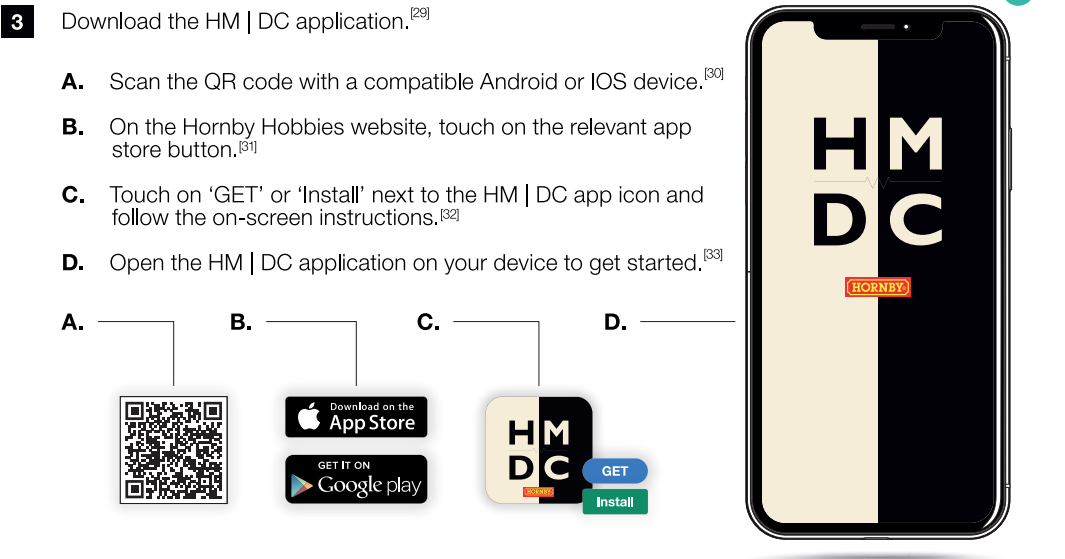 3 Download the HM | DC application.[29]
A. Scan the QR code with a compatible Android or IOS device.[30]
B. On the Hornby Hobbies website, touch on the relevant app
store button.[31]
C. Touch on ‘GET’ or ‘Install’ next to the HM | DC app icon and
follow the on-screen instructions.[32]
D. Open the HM | DC application on your device to get started.[33]
A. B. C. D.
Download on the
App Store
GET IT ON
Google play
HM
DC
HORNBY
GET
Install
HM
DC
HORNBY